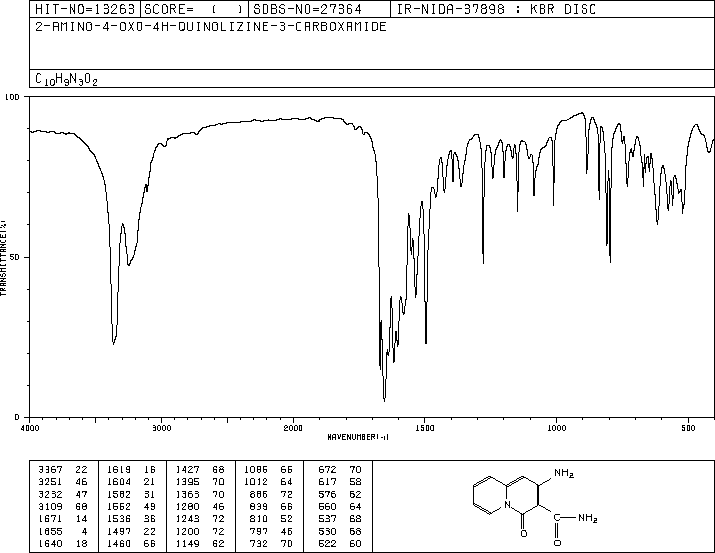 HIT-NO=13263 SCORE= ( ) SDBS-NO=27364 IR-NIDA-37898 : KBR DISC
2-AMINO-4-OXO-4H-QUINOLIZINE-3-CARBOXAMIDE
C10H9N3O2
100
50
0
TRANSMITTANCE(%)
4000 3000 2000 1500 1000 500
WAVENUMBER(-1)
3367 22 1619 16 1427 68 1086 66 672 70
3251 46 1604 21 1395 70 1012 64 617 58
3232 47 1582 31 1363 70 886 72 576 62
3109 68 1552 49 1280 46 839 66 560 64
1671 14 1536 36 1243 72 810 52 537 68
1655 4 1497 22 1200 72 797 46 530 68
1640 18 1460 66 1149 62 732 70 522 60
NH2
N
O
C
NH2
O